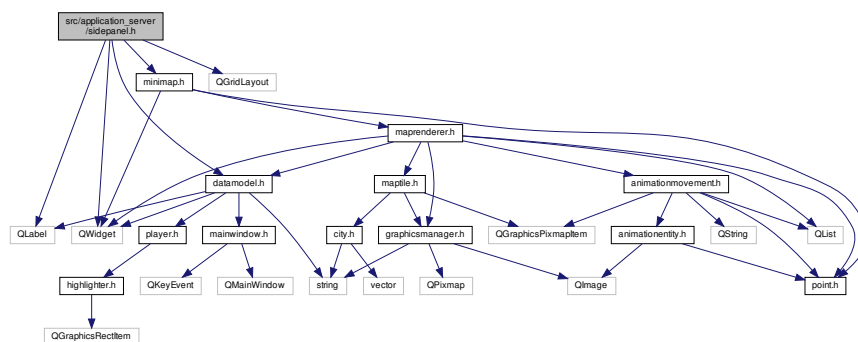 src/application_server
/sidepanel.h
minimap.h
QGridLayout
maprenderer.h
datamodel.h
maptile.h
animationmovement.h
QLabel
QWidget
player.h
mainwindow.h
city.h
graphicsmanager.h
QGraphicsPixmapItem
animationentity.h
QString
QList
highlighter.h
QKeyEvent
QMainWindow
string
vector
QPixmap
QImage
point.h
QGraphicsRectItem